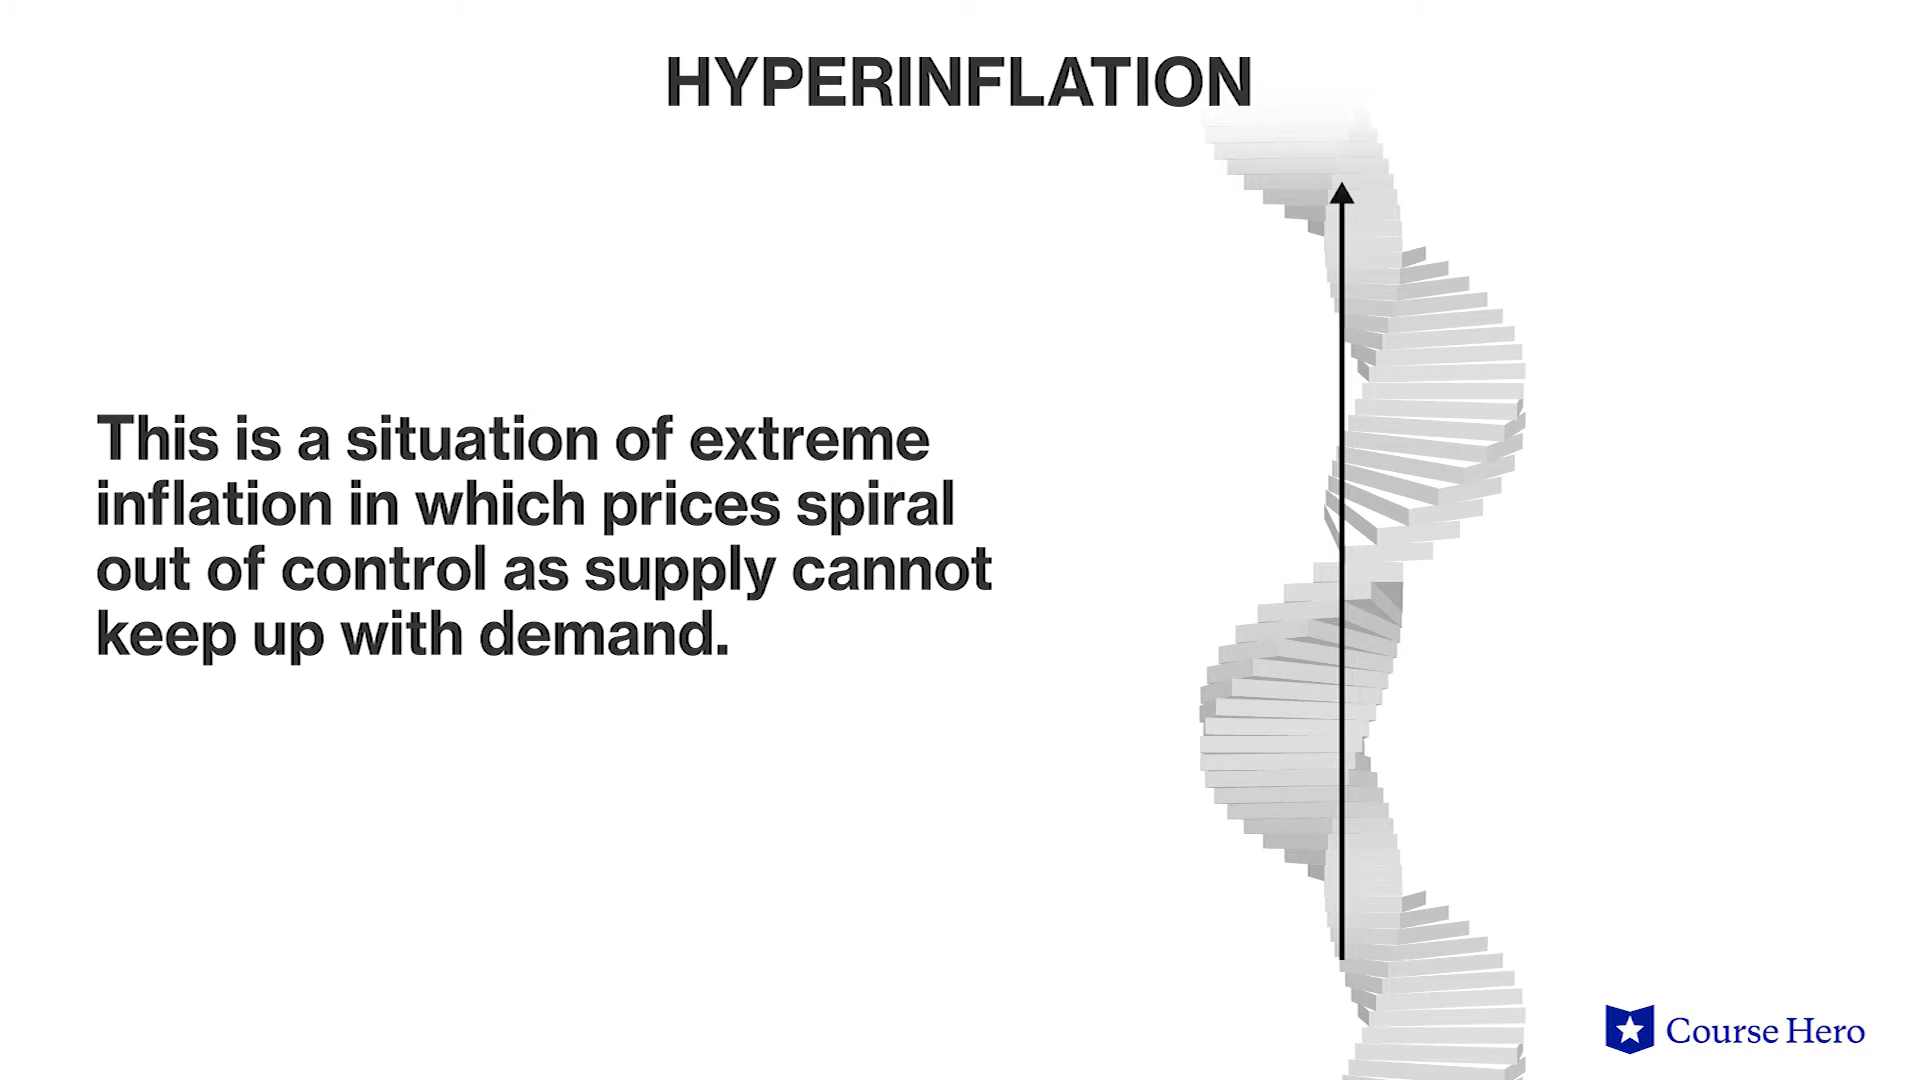 HYPERINFLATION
This is a situation of extreme
inflation in which prices spiral
out of control as supply cannot
keep up with demand.
Course Hero